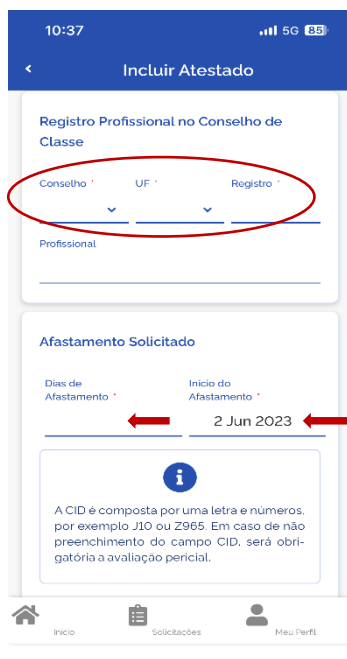 10:37
5G 85
Incluir Atestado
Registro Profissional no Conselho de
Classe
Conselho * UF * Registro *
Profissional
Afastamento Solicitado
Dias de Início do
Afastamento * Afastamento *
2 Jun 2023
A CID é composta por uma letra e números,
por exemplo J10 ou Z965. Em caso de não
preenchimento do campo CID, será obri-
gatória a avaliação pericial.
Início Solicitações Meu Perfil